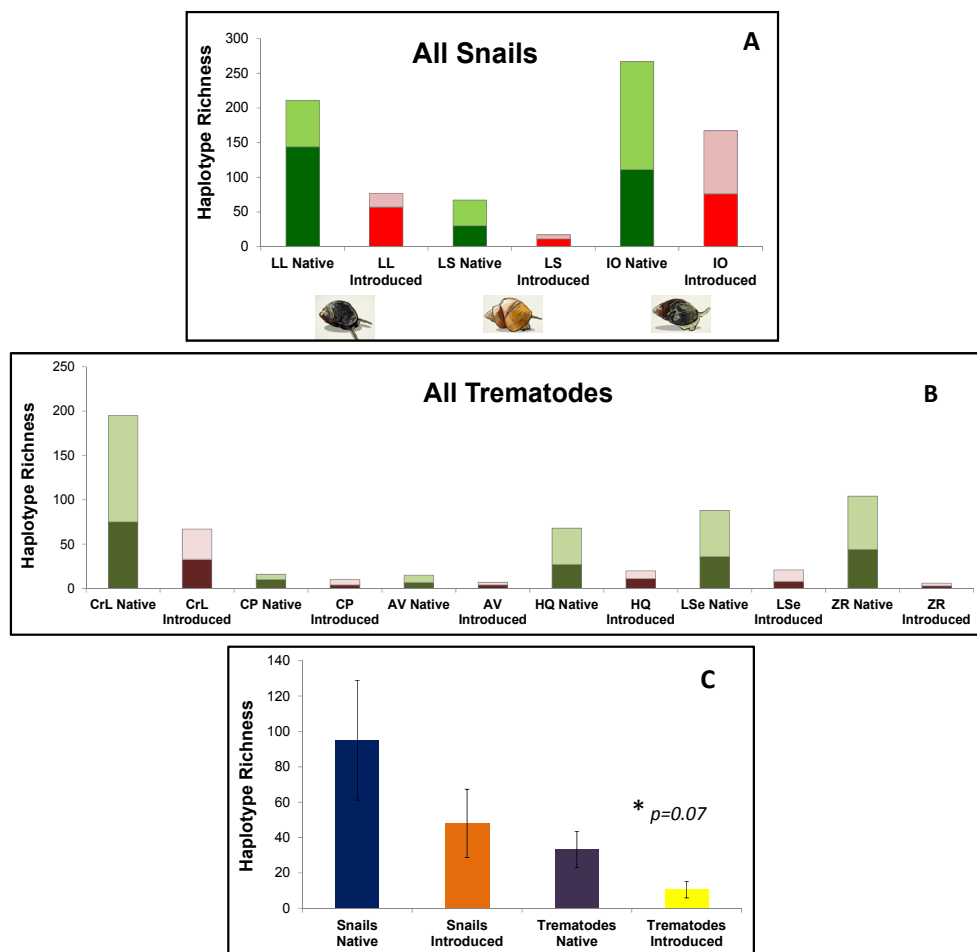 All Snails
A
Haplotype Richness
300
250
200
150
100
50
0
LL Native
LL
Introduced
LS Native
LS
Introduced
IO Native
IO
Introduced
All Trematodes
B
Haplotype Richness
250
200
150
100
50
0
CrL Native
CrL
Introduced
CP Native
CP
Introduced
AV Native
AV
Introduced
HQ Native
HQ
Introduced
LSe Native
LSe
Introduced
ZR Native
ZR
Introduced
C
Haplotype Richness
140
120
100
80
60
40
20
0
* p=0.07
Snails
Native
Snails
Introduced
Trematodes
Native
Trematodes
Introduced